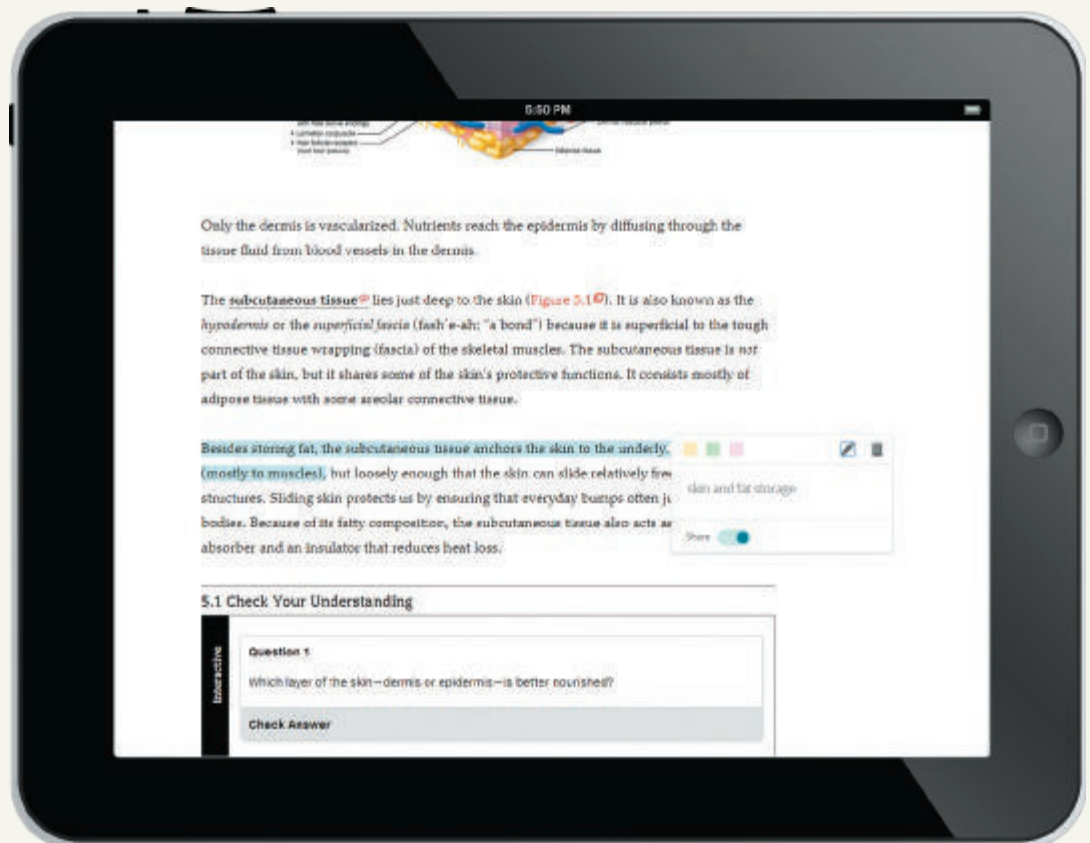 5:50 PM
Only the dermis is vascularized. Nutrients reach the epidermis by diffusing through the
tissue fluid from blood vessels in the dermis.
The subcutaneous tissue lies just deep to the skin (Figure 5.1). It is also known as the
hypodermis or the superficial fascia (fash′e-ah; “a bond”) because it is superficial to the tough
connective tissue wrapping (fascia) of the skeletal muscles. The subcutaneous tissue is not
part of the skin, but it shares some of the skin's protective functions. It consists mostly of
adipose tissue with some areolar connective tissue.
Besides storing fat, the subcutaneous tissue anchors the skin to the underly
(mostly to muscles), but loosely enough that the skin can slide relatively free
structures. Sliding skin protects us by ensuring that everyday bumps often ju
bodies. Because of its fatty composition, the subcutaneous tissue also acts as
absorber and an insulator that reduces heat loss.
skin and fat storage
Share
5.1 Check Your Understanding
Interactive
Question 1
Which layer of the skin—dermis or epidermis—is better nourished?
Check Answer